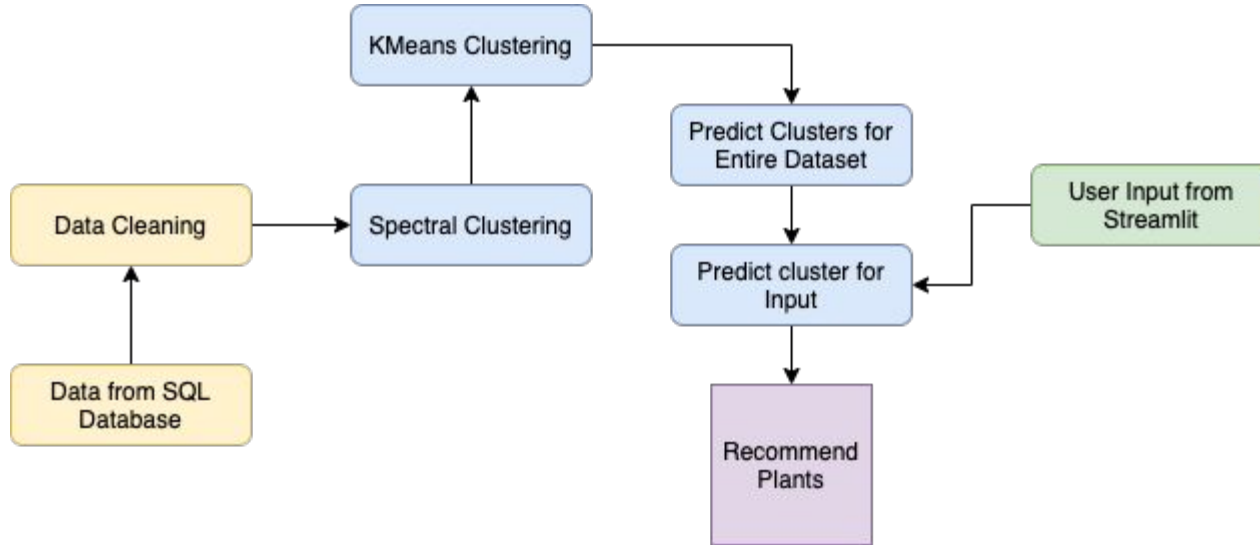 KMeans Clustering
Predict Clusters for
Entire Dataset
User Input from
Streamlit
Data Cleaning
Spectral Clustering
Predict cluster for
Input
Data from SQL
Database
Recommend
Plants